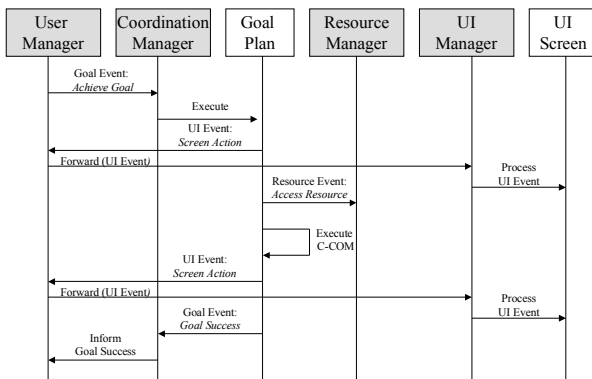 User
Manager
Coordination
Manager
Goal
Plan
Resource
Manager
UI
Manager
UI
Screen
Goal Event:
Achieve Goal
Execute
UI Event:
Screen Action
Forward (UI Event)
Process
UI Event
Resource Event:
Access Resource
Execute
C-COM
UI Event:
Screen Action
Forward (UI Event)
Process
UI Event
Goal Event:
Goal Success
Inform
Goal Success